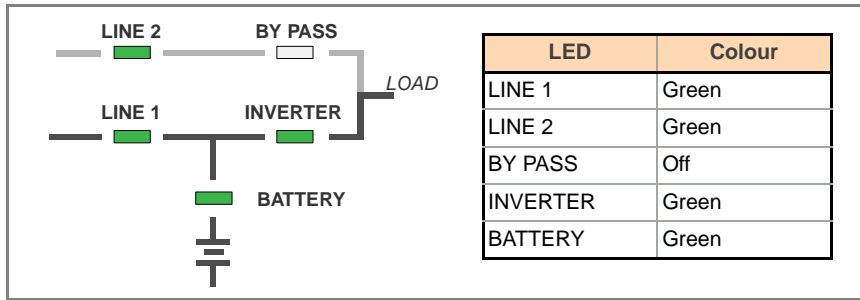 LINE 2 BY PASS
LOAD
LINE 1 INVERTER
BATTERY
LED Colour
LINE 1 Green
LINE 2 Green
BY PASS Off
INVERTER Green
BATTERY Green